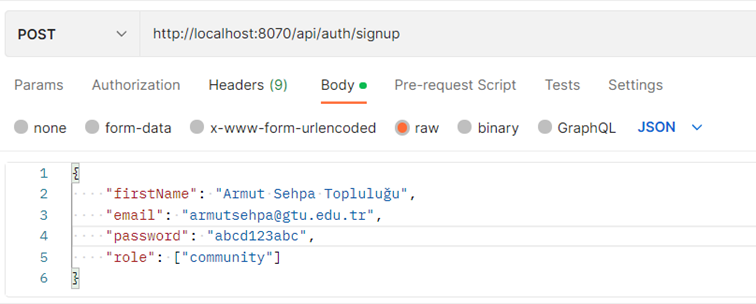 POST http://localhost:8070/api/auth/signup
Params Authorization Headers (9) Body Pre-request Script Tests Settings
none form-data x-www-form-urlencoded raw binary GraphQL JSON
1 {
2 "firstName": "Armut Sehpa Topluluğu",
3 "email": "armutsehpa@gtu.edu.tr",
4 "password": "abcd123abc",
5 "role": ["community"]
6 }